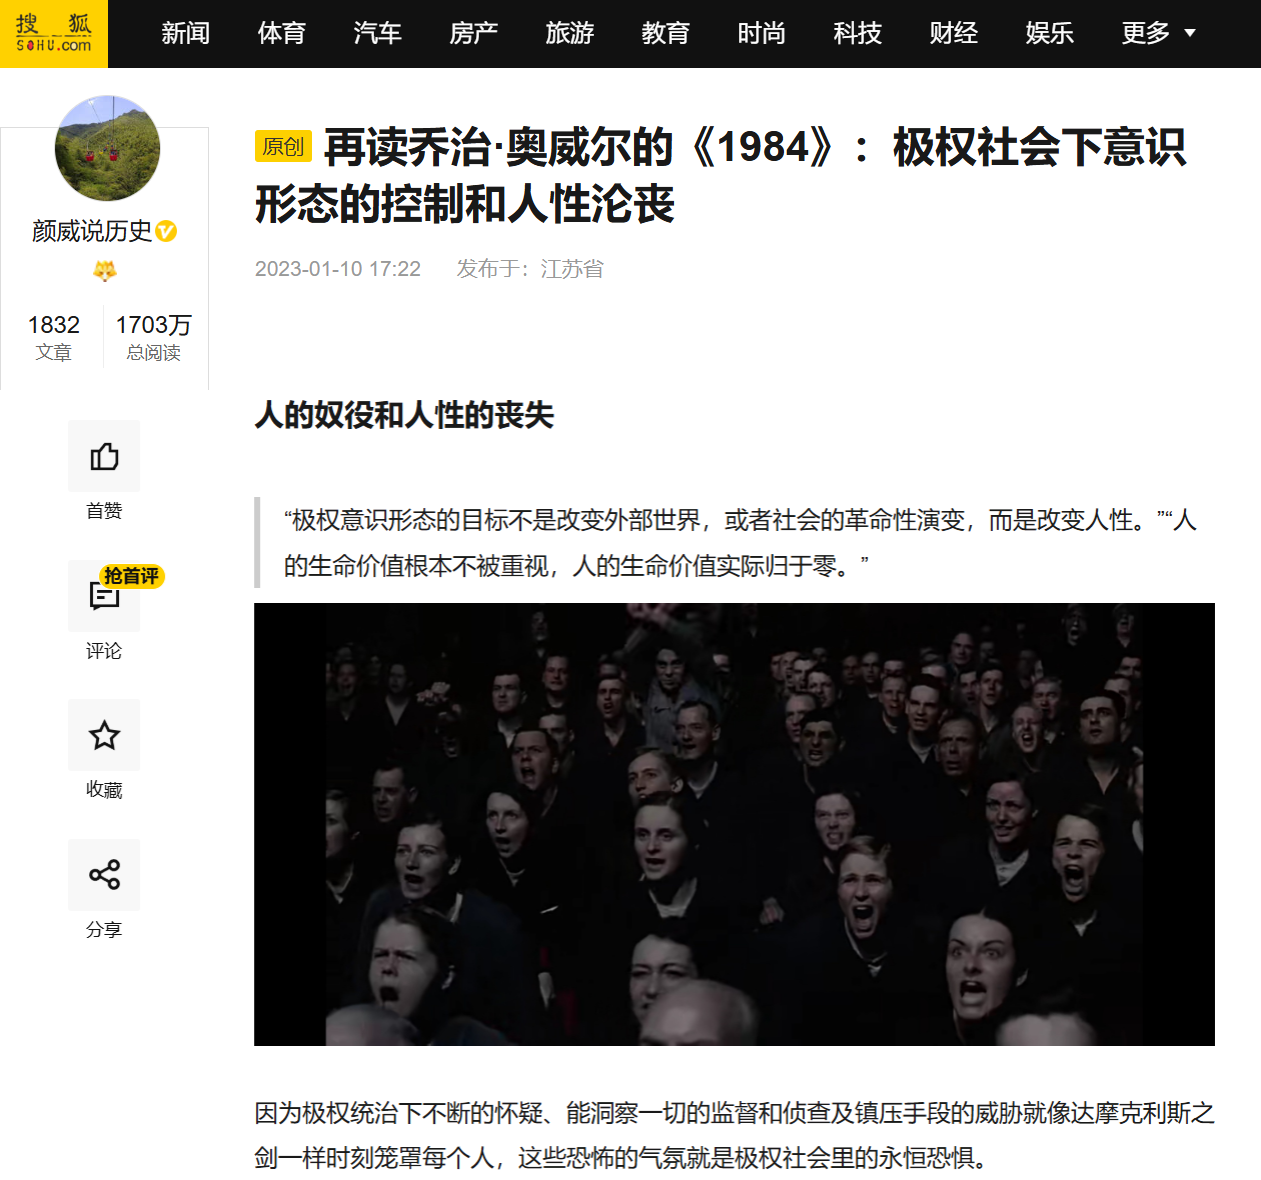 搜狐
SOHU.com
新闻 体育 汽车 房产 旅游 教育 时尚 科技 财经 娱乐 更多
颜威说历史
1832 1703万
文章 总阅读
首赞
抢首评
评论
收藏
分享
原创 再读乔治·奥威尔的《1984》：极权社会下意识
形态的控制和人性沦丧
2023-01-10 17:22 发布于：江苏省
人的奴役和人性的丧失
“极权意识形态的目标不是改变外部世界，或者社会的革命性演变，而是改变人性。”“人
的生命价值根本不被重视，人的生命价值实际归于零。”
因为极权统治下不断的怀疑、能洞察一切的监督和侦查及镇压手段的威胁就像达摩克利斯之
剑一样时刻笼罩每个人，这些恐怖的气氛就是极权社会里的永恒恐惧。